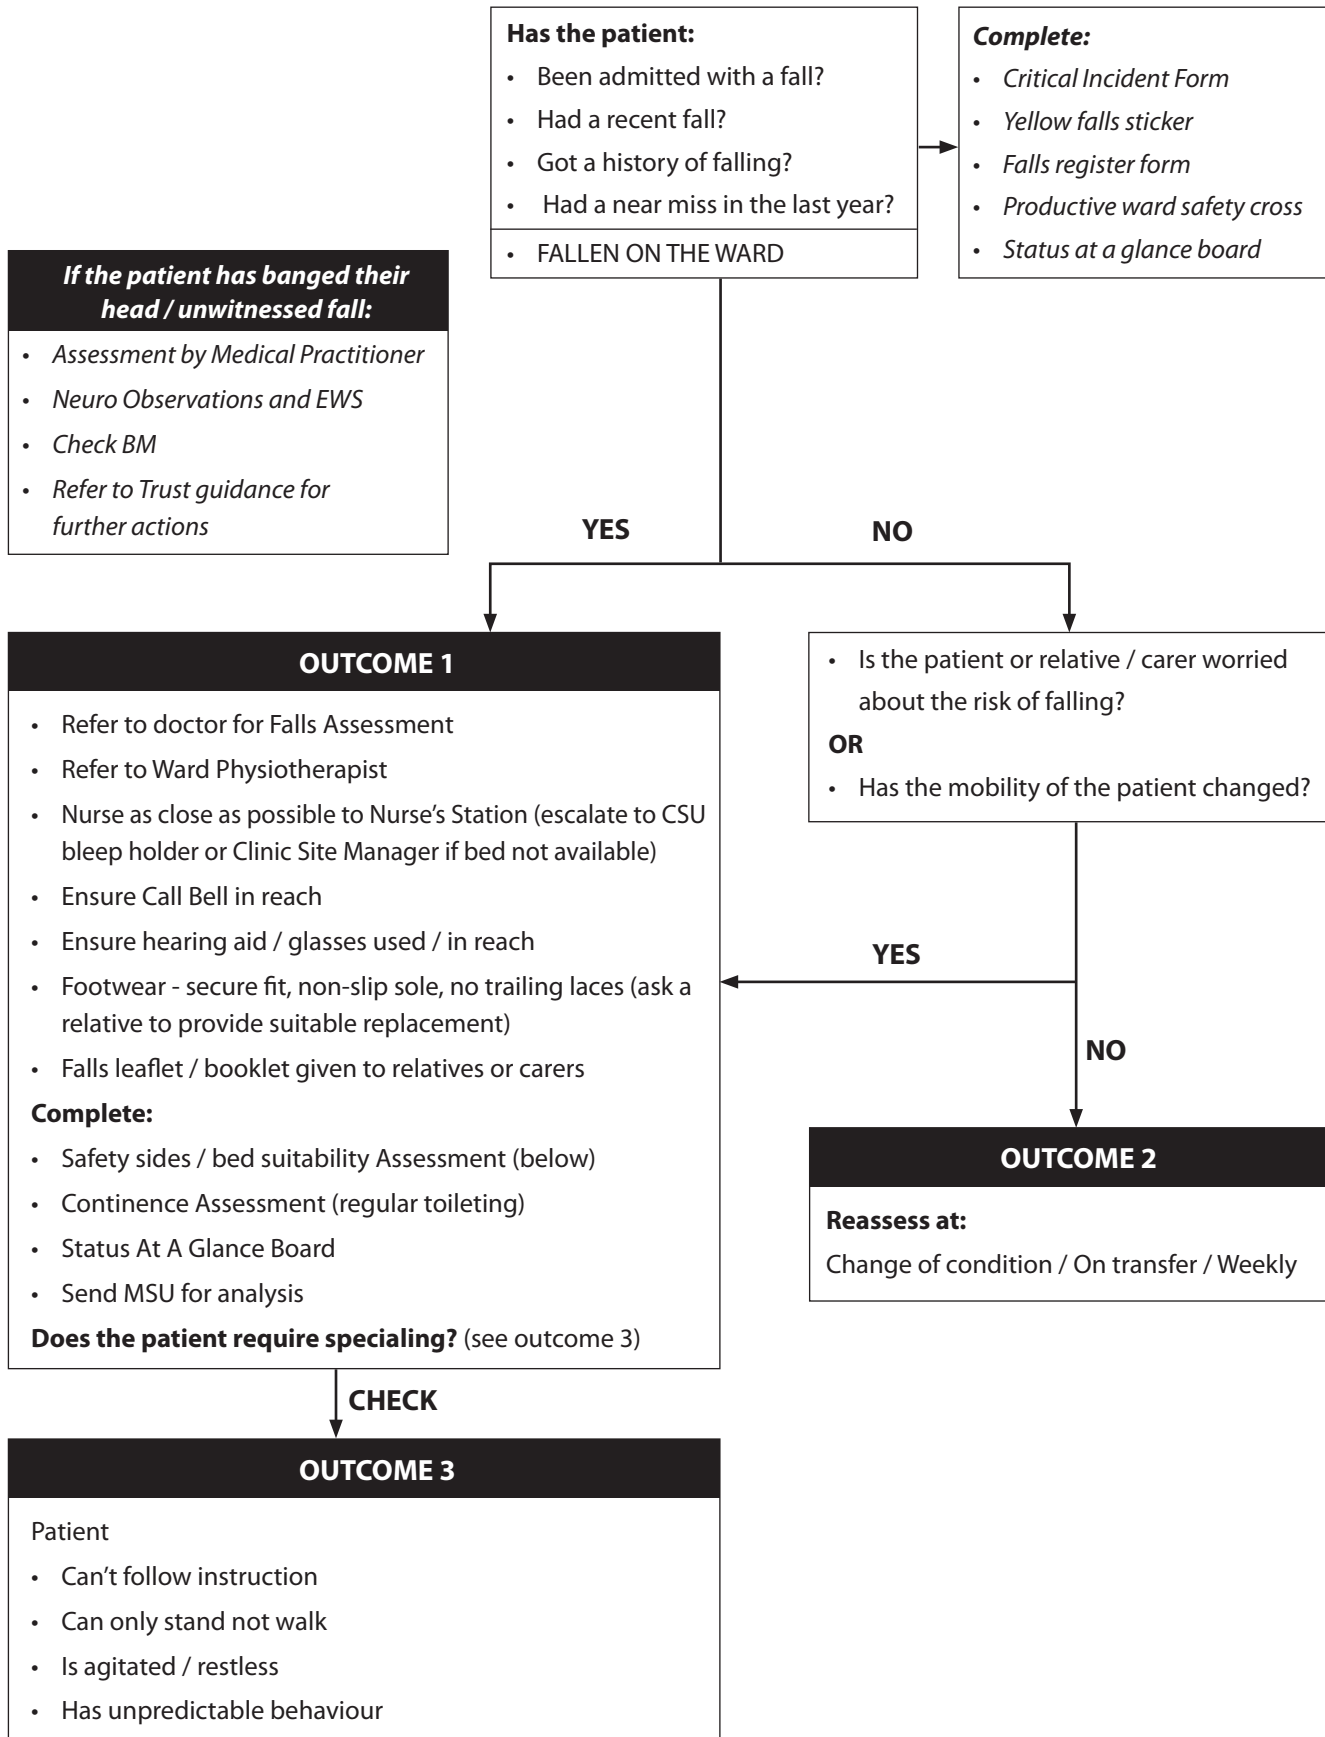 Has the patient:
• Been admitted with a fall?
• Had a recent fall?
• Got a history of falling?
• Had a near miss in the last year?
• FALLEN ON THE WARD
Complete:
• Critical Incident Form
• Yellow falls sticker
• Falls register form
• Productive ward safety cross
• Status at a glance board
If the patient has banged their
head / unwitnessed fall:
• Assessment by Medical Practitioner
• Neuro Observations and EWS
• Check BM
• Refer to Trust guidance for
further actions
YES
NO
OUTCOME 1
• Refer to doctor for Falls Assessment
• Refer to Ward Physiotherapist
• Nurse as close as possible to Nurse's Station (escalate to CSU
bleep holder or Clinic Site Manager if bed not available)
• Ensure Call Bell in reach
• Ensure hearing aid / glasses used / in reach
• Footwear - secure fit, non-slip sole, no trailing laces (ask a
relative to provide suitable replacement)
• Falls leaflet / booklet given to relatives or carers
Complete:
• Safety sides / bed suitability Assessment (below)
• Continence Assessment (regular toileting)
• Status At A Glance Board
• Send MSU for analysis
Does the patient require specialing? (see outcome 3)
• Is the patient or relative / carer worried
about the risk of falling?
OR
• Has the mobility of the patient changed?
YES
NO
OUTCOME 2
Reassess at:
Change of condition / On transfer / Weekly
CHECK
OUTCOME 3
Patient
• Can't follow instruction
• Can only stand not walk
• Is agitated / restless
• Has unpredictable behaviour